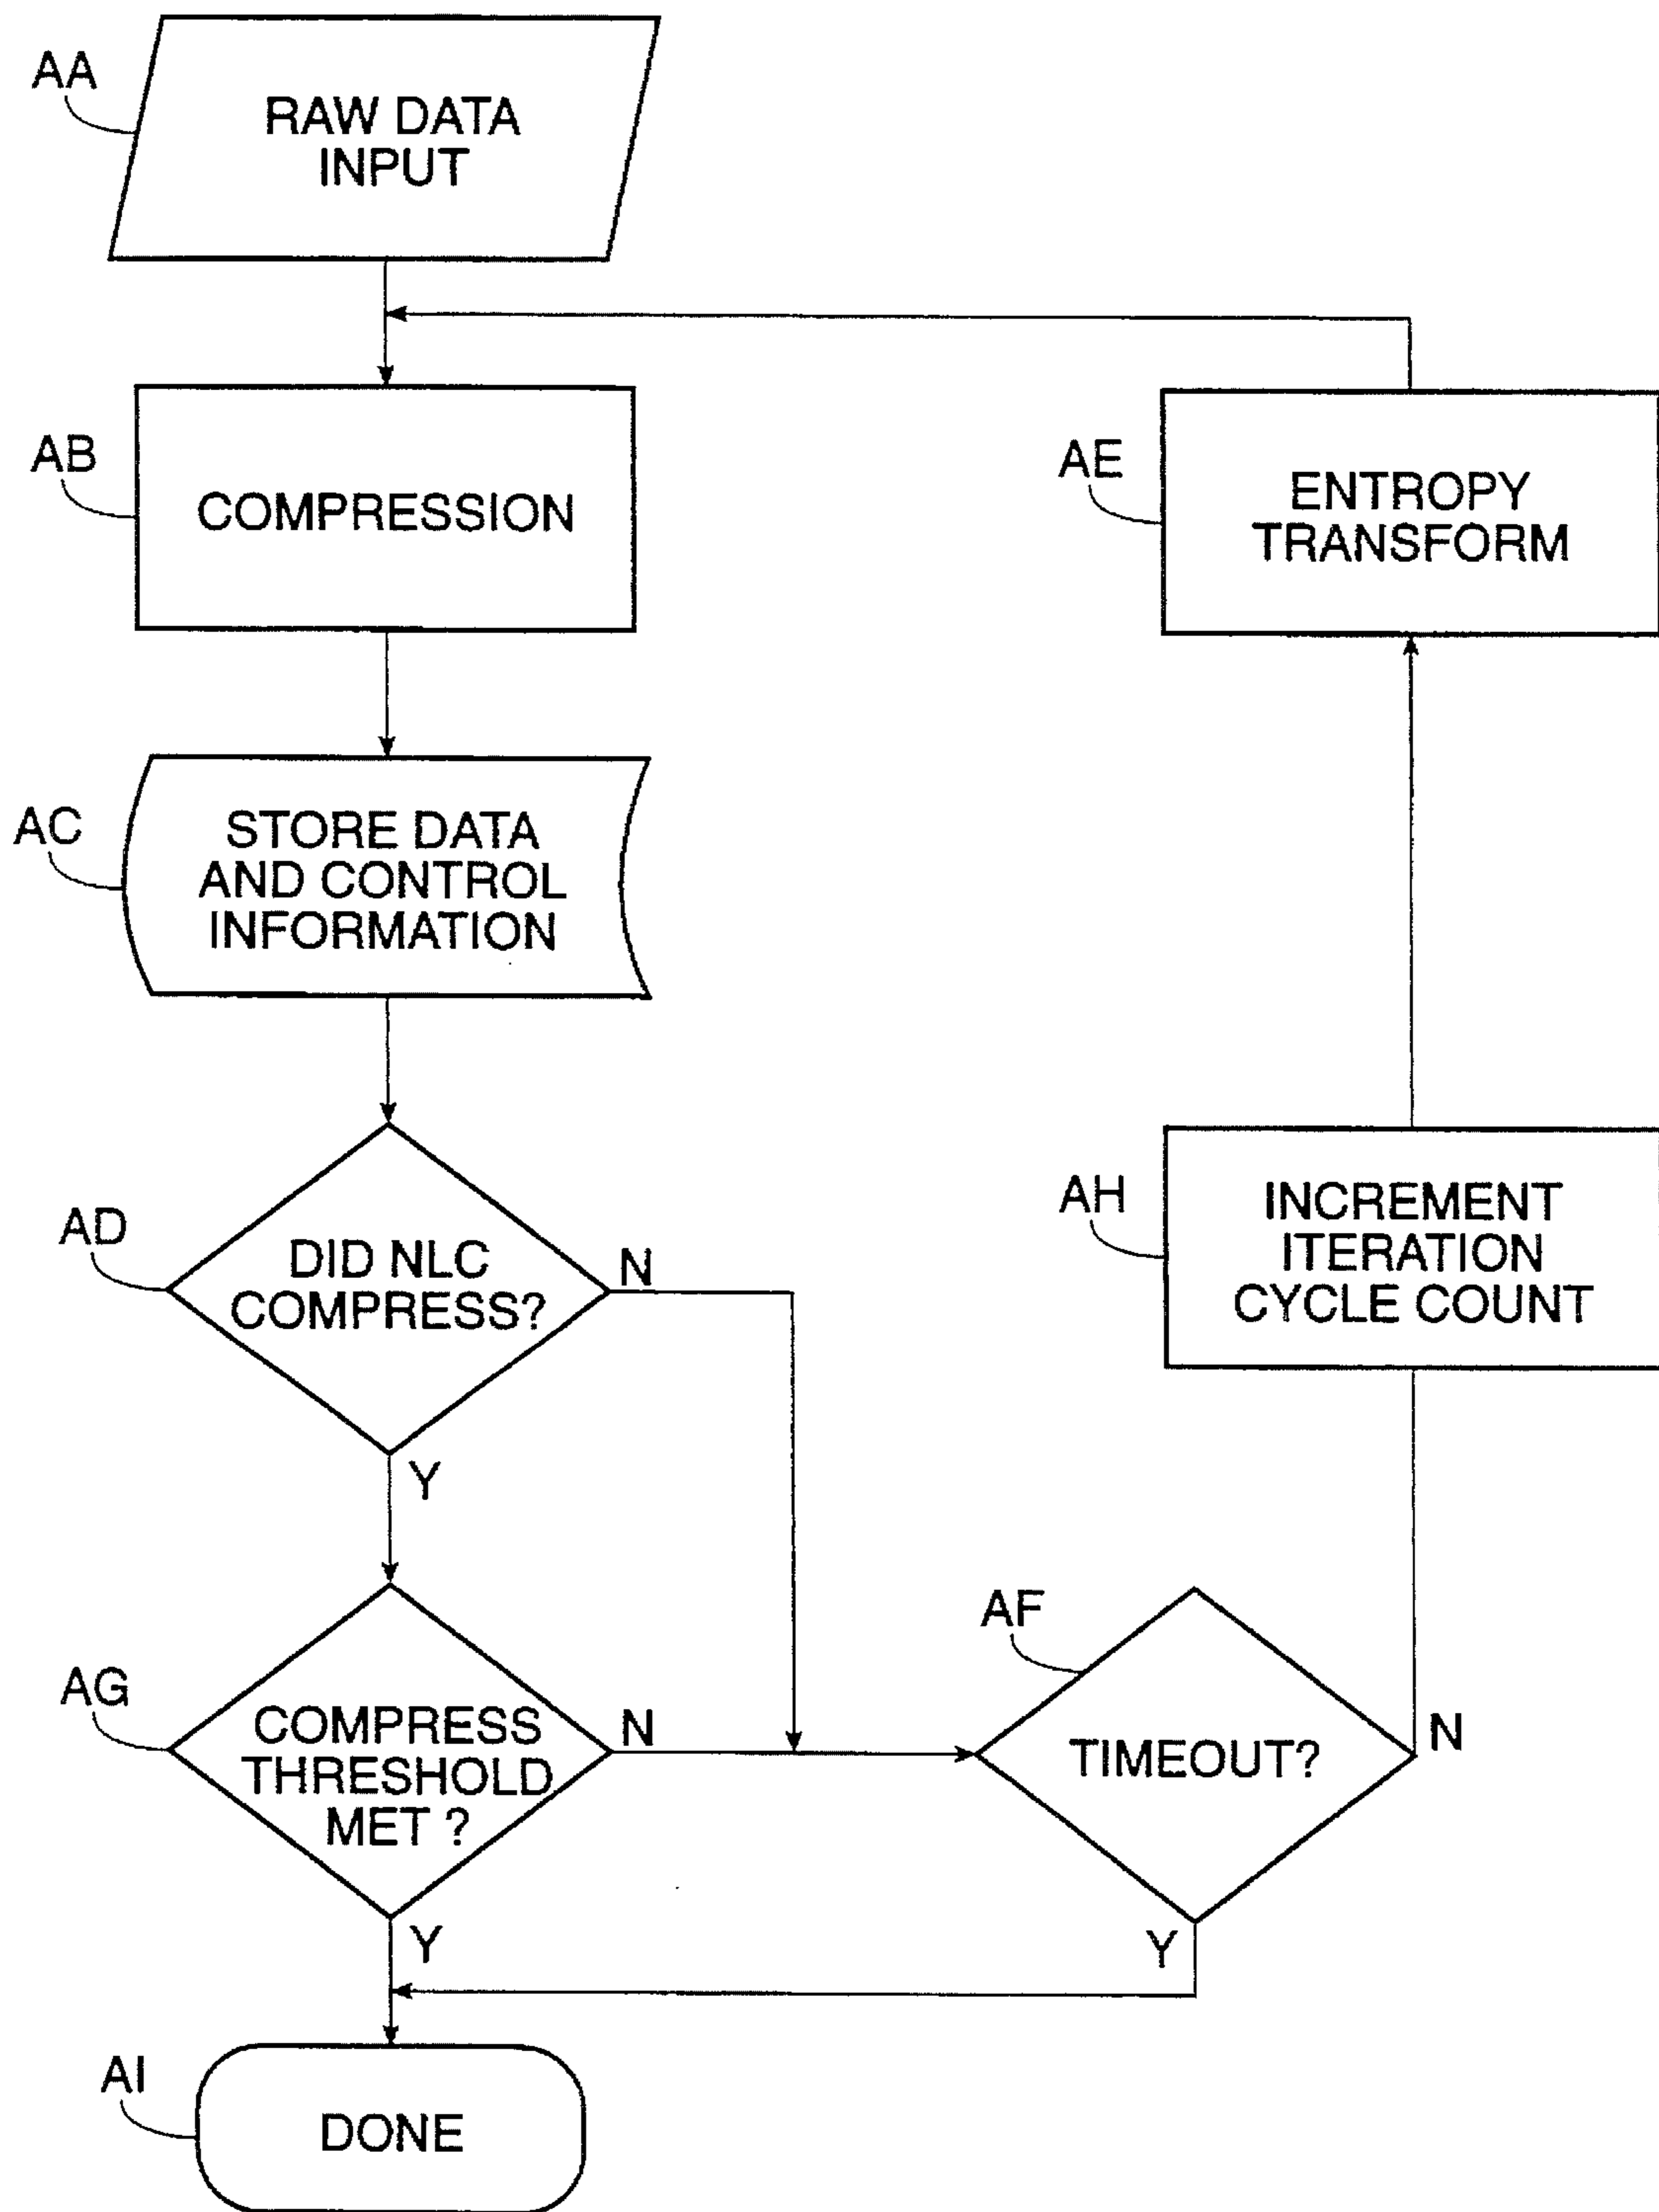 AA
RAW DATA
INPUT
AB
COMPRESSION
AE
ENTROPY
TRANSFORM
AC
STORE DATA
AND CONTROL
INFORMATION
AD
DID NLC
COMPRESS?
N
Y
AH
INCREMENT
ITERATION
CYCLE COUNT
AG
COMPRESS
THRESHOLD
MET ?
N
Y
AF
TIMEOUT?
N
Y
AI
DONE